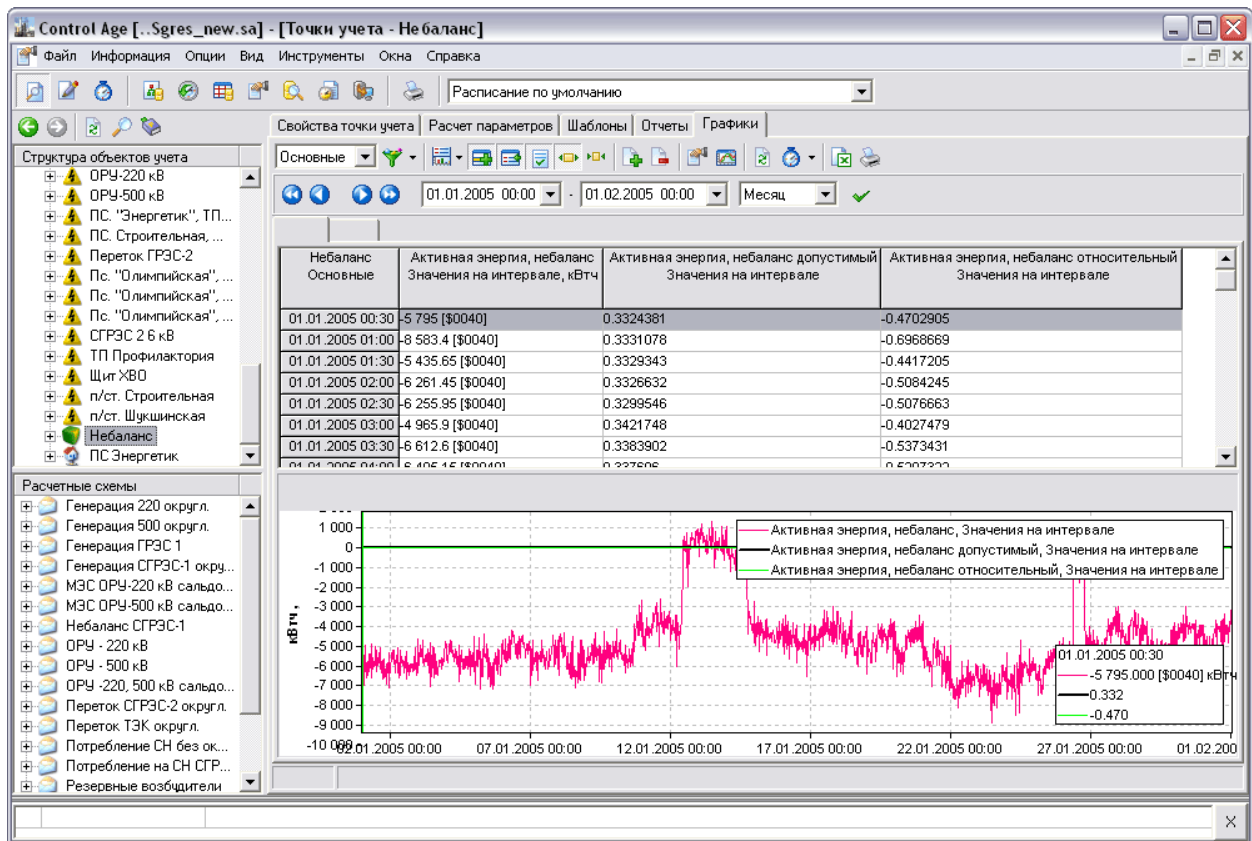 Control Age [..Sgres_new.sa] - [Точки учета - Небаланс]
Файл Информация Опции Вид Инструменты Окна Справка
Расписание по умолчанию
Свойства точки учета Расчет параметров Шаблоны Отчеты Графики
Структура объектов учета
ОРУ-220 кВ
ОРУ-500 кВ
ПС. "Энергетик", ТП...
ПС. Строительная, ...
Переток ГРЭС-2
Пс. "Олимпийская", ...
Пс. "Олимпийская", ...
Пс. "Олимпийская", ...
СГРЭС 2 6 кВ
ТП Профилактория
Щит ХВО
п/ст. Строительная
п/ст. Шукшинская
Небаланс
ПС Энергетик
Расчетные схемы
Генерация 220 округл.
Генерация 500 округл.
Генерация ГРЭС 1
Генерация СГРЭС-1 окру...
МЭС ОРУ-220 кВ сальдо...
МЭС ОРУ-500 кВ сальдо...
Небаланс СГРЭС-1
ОРУ - 220 кВ
ОРУ - 500 кВ
ОРУ -220, 500 кВ сальдо...
Переток СГРЭС-2 округл.
Переток ТЭК округл.
Потребление СН без ок...
Потребление на СН СГР...
Резервные возбудители
Основные
01.01.2005 00:00 - 01.02.2005 00:00 Месяц
Небаланс Основные
Активная энергия, небаланс Значения на интервале, кВтч
Активная энергия, небаланс допустимый Значения на интервале
Активная энергия, небаланс относительный Значения на интервале
01.01.2005 00:30 -5 795 [$0040] 0.3324381 -0.4702905
01.01.2005 01:00 -8 583.4 [$0040] 0.3331078 -0.6968669
01.01.2005 01:30 -5 435.65 [$0040] 0.3329343 -0.4417205
01.01.2005 02:00 -6 261.45 [$0040] 0.3326632 -0.5084245
01.01.2005 02:30 -6 255.95 [$0040] 0.3299546 -0.5076663
01.01.2005 03:00 -4 965.9 [$0040] 0.3421748 -0.4027479
01.01.2005 03:30 -6 612.6 [$0040] 0.3383902 -0.5373431
1 000
0
-1 000
-2 000
-3 000
-4 000
-5 000
-6 000
-7 000
-8 000
-9 000
-10 000
кВтч ,
Активная энергия, небаланс, Значения на интервале
Активная энергия, небаланс допустимый, Значения на интервале
Активная энергия, небаланс относительный, Значения на интервале
01.01.2005 00:30
-5 795.000 [$0040] кВтч
0.332
-0.470
02.01.2005 00:00 07.01.2005 00:00 12.01.2005 00:00 17.01.2005 00:00 22.01.2005 00:00 27.01.2005 00:00 01.02.200